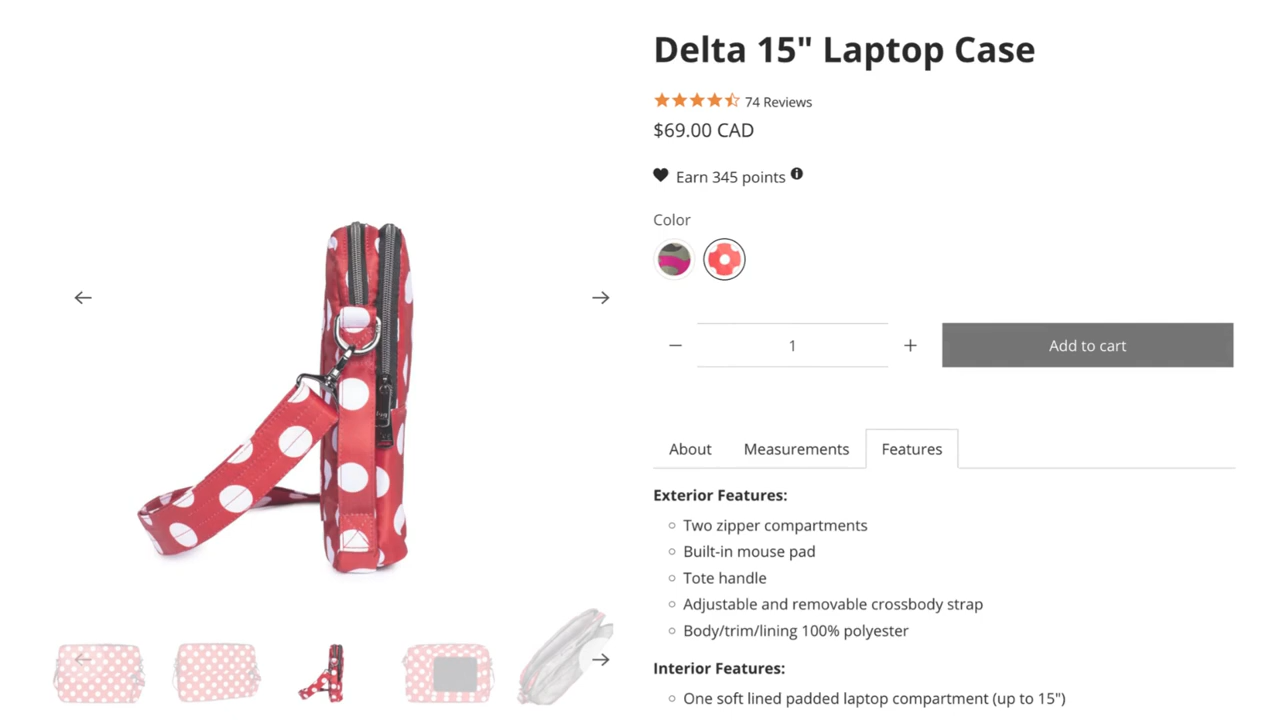 Delta 15" Laptop Case
74 Reviews
$69.00 CAD
Earn 345 points
Color
1
Add to cart
About Measurements Features
Exterior Features:
Two zipper compartments
Built-in mouse pad
Tote handle
Adjustable and removable crossbody strap
Body/trim/lining 100% polyester
Interior Features:
One soft lined padded laptop compartment (up to 15")